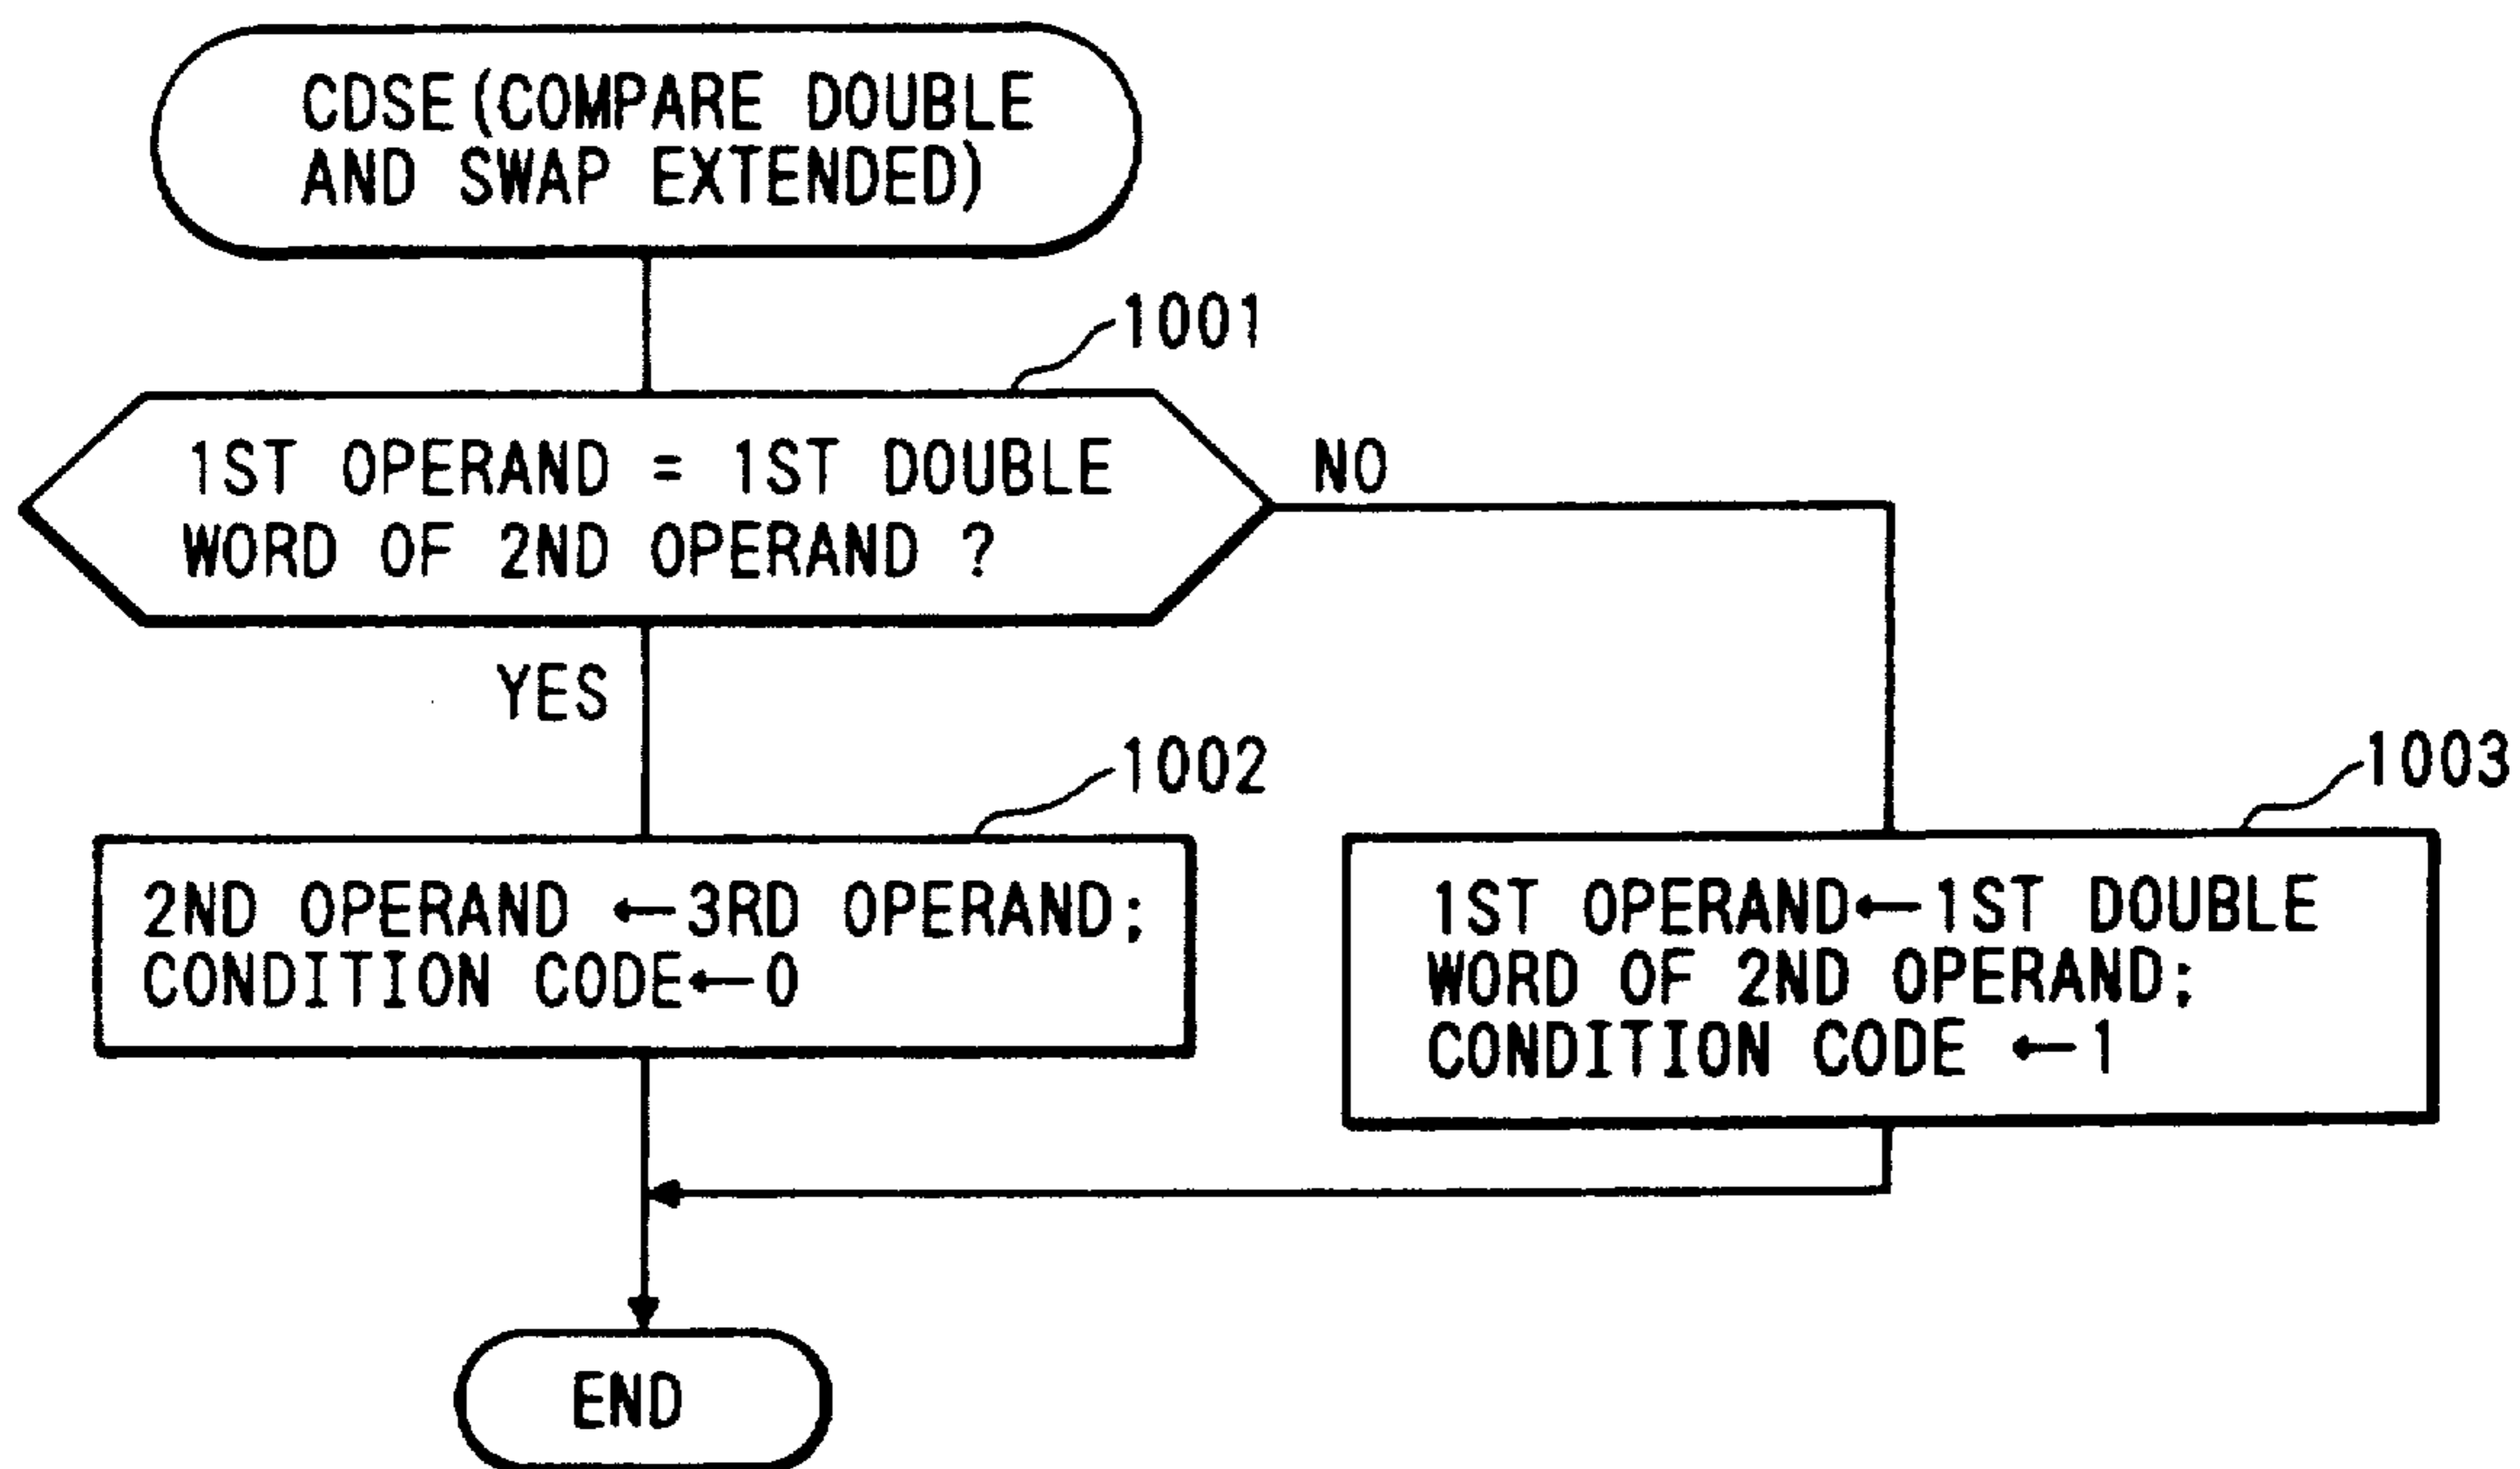 CDSE(COMPARE DOUBLE
AND SWAP EXTENDED)
1001
1ST OPERAND = 1ST DOUBLE
WORD OF 2ND OPERAND ?
NO
YES
1002
2ND OPERAND ←3RD OPERAND;
CONDITION CODE←0
1003
1ST OPERAND←1ST DOUBLE
WORD OF 2ND OPERAND;
CONDITION CODE ←1
END